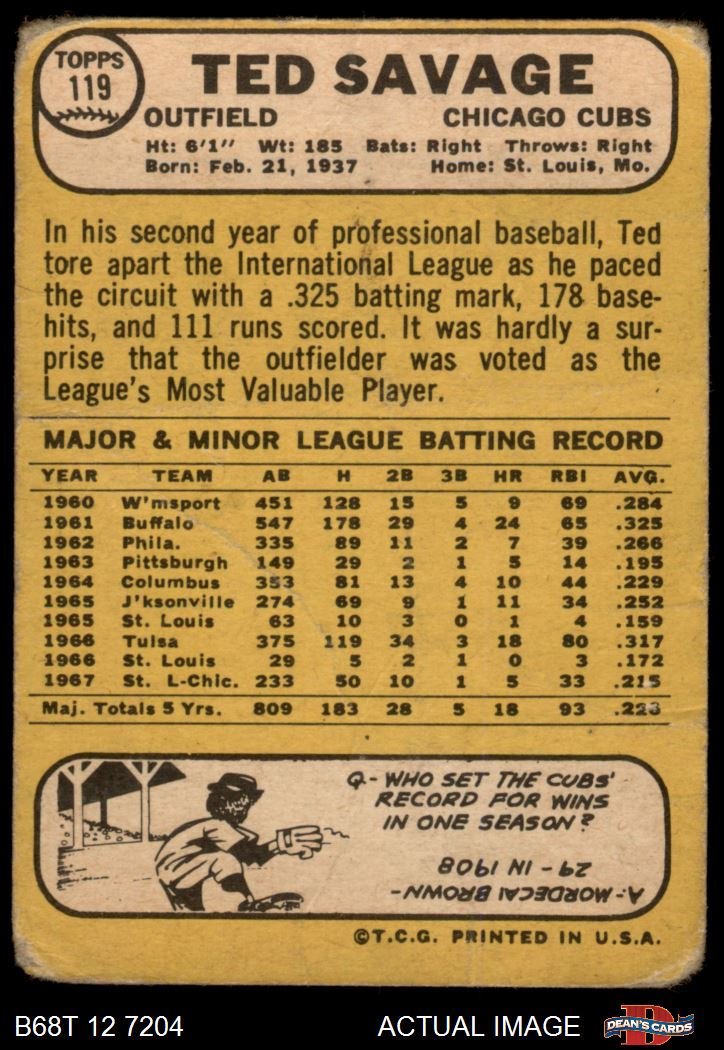 TOPPS
119
TED SAVAGE
OUTFIELD CHICAGO CUBS
Ht: 6'1" Wt: 185 Bats: Right Throws: Right
Born: Feb. 21, 1937 Home: St. Louis, Mo.
In his second year of professional baseball, Ted
tore apart the International League as he paced
the circuit with a .325 batting mark, 178 base-
hits, and 111 runs scored. It was hardly a sur-
prise that the outfielder was voted as the
League's Most Valuable Player.
MAJOR & MINOR LEAGUE BATTING RECORD
YEAR TEAM AB H 2B 3B HR RBI AVG.
1960 W'msport 451 128 15 5 9 69 .284
1961 Buffalo 547 178 29 4 24 65 .325
1962 Phila. 335 89 11 2 7 39 .266
1963 Pittsburgh 149 29 2 1 5 14 .195
1964 Columbus 353 81 13 4 10 44 .229
1965 J'ksonville 274 69 9 1 11 34 .252
1965 St. Louis 63 10 3 0 1 4 .159
1966 Tulsa 375 119 34 3 18 80 .317
1966 St. Louis 29 5 2 1 0 3 .172
1967 St. L-Chic. 233 50 10 1 5 33 .215
Maj. Totals 5 Yrs. 809 183 28 5 18 93 .226
Q- WHO SET THE CUBS'
RECORD FOR WINS
IN ONE SEASON?
A- MORDECAI BROWN-
29 - IN 1908
©T.C.G. PRINTED IN U.S.A.
B68T 12 7204 ACTUAL IMAGE DEAN'S CARDS